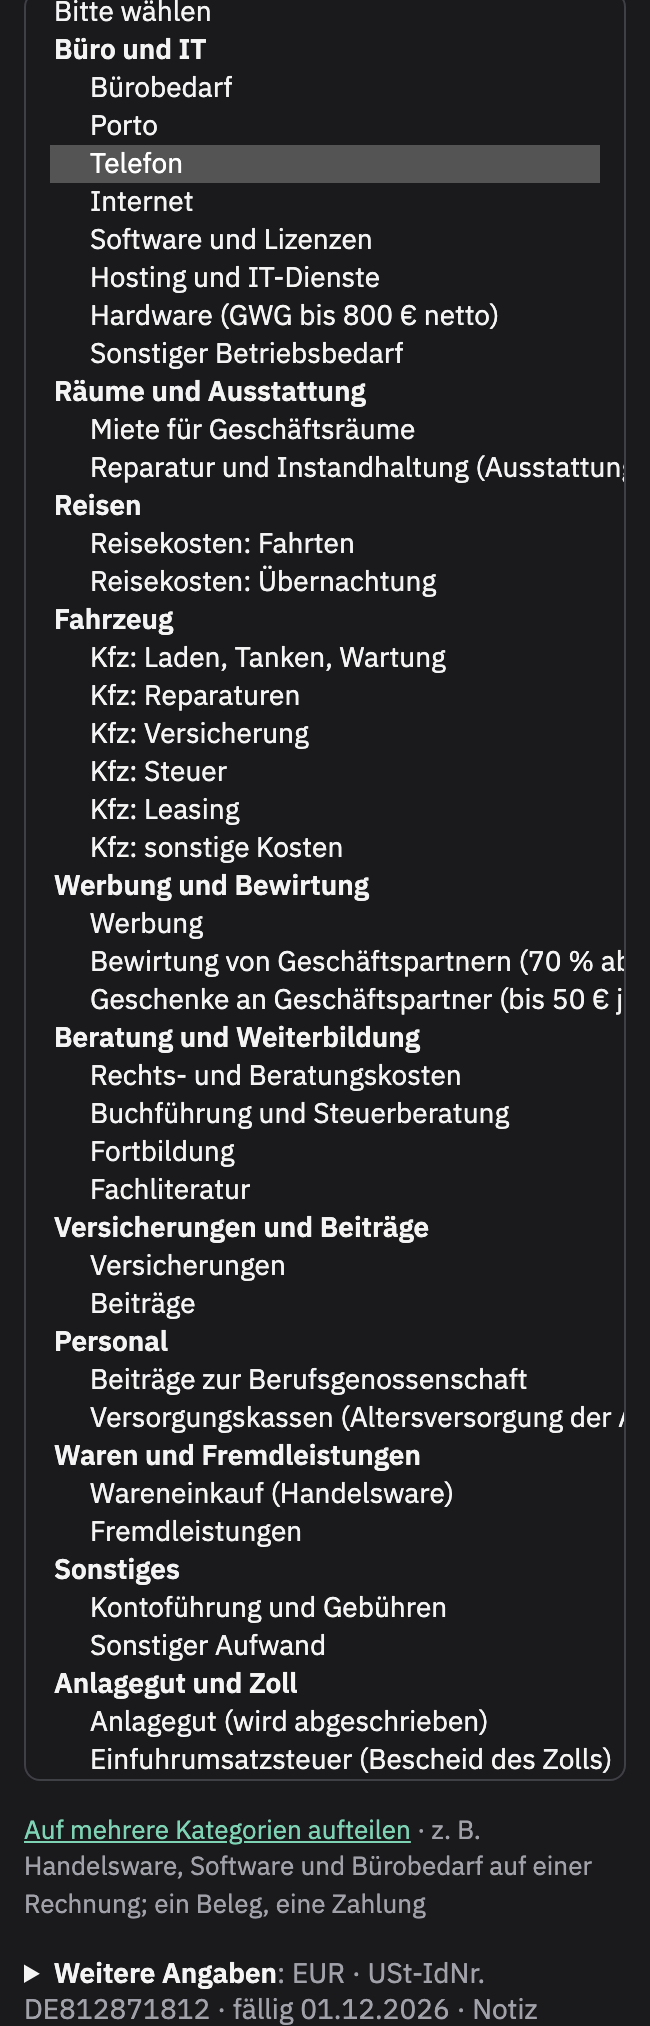 Bitte wählen
Büro und IT
Bürobedarf
Porto
Telefon
Internet
Software und Lizenzen
Hosting und IT-Dienste
Hardware (GWG bis 800 € netto)
Sonstiger Betriebsbedarf
Räume und Ausstattung
Miete für Geschäftsräume
Reparatur und Instandhaltung (Ausstattung
Reisen
Reisekosten: Fahrten
Reisekosten: Übernachtung
Fahrzeug
Kfz: Laden, Tanken, Wartung
Kfz: Reparaturen
Kfz: Versicherung
Kfz: Steuer
Kfz: Leasing
Kfz: sonstige Kosten
Werbung und Bewirtung
Werbung
Bewirtung von Geschäftspartnern (70 % ab
Geschenke an Geschäftspartner (bis 50 € j
Beratung und Weiterbildung
Rechts- und Beratungskosten
Buchführung und Steuerberatung
Fortbildung
Fachliteratur
Versicherungen und Beiträge
Versicherungen
Beiträge
Personal
Beiträge zur Berufsgenossenschaft
Versorgungskassen (Altersversorgung der
Waren und Fremdleistungen
Wareneinkauf (Handelsware)
Fremdleistungen
Sonstiges
Kontoführung und Gebühren
Sonstiger Aufwand
Anlagegut und Zoll
Anlagegut (wird abgeschrieben)
Einfuhrumsatzsteuer (Bescheid des Zolls)
Auf mehrere Kategorien aufteilen · z. B.
Handelsware, Software und Bürobedarf auf einer
Rechnung; ein Beleg, eine Zahlung
▶ Weitere Angaben: EUR · USt-IdNr.
DE812871812 · fällig 01.12.2026 · Notiz